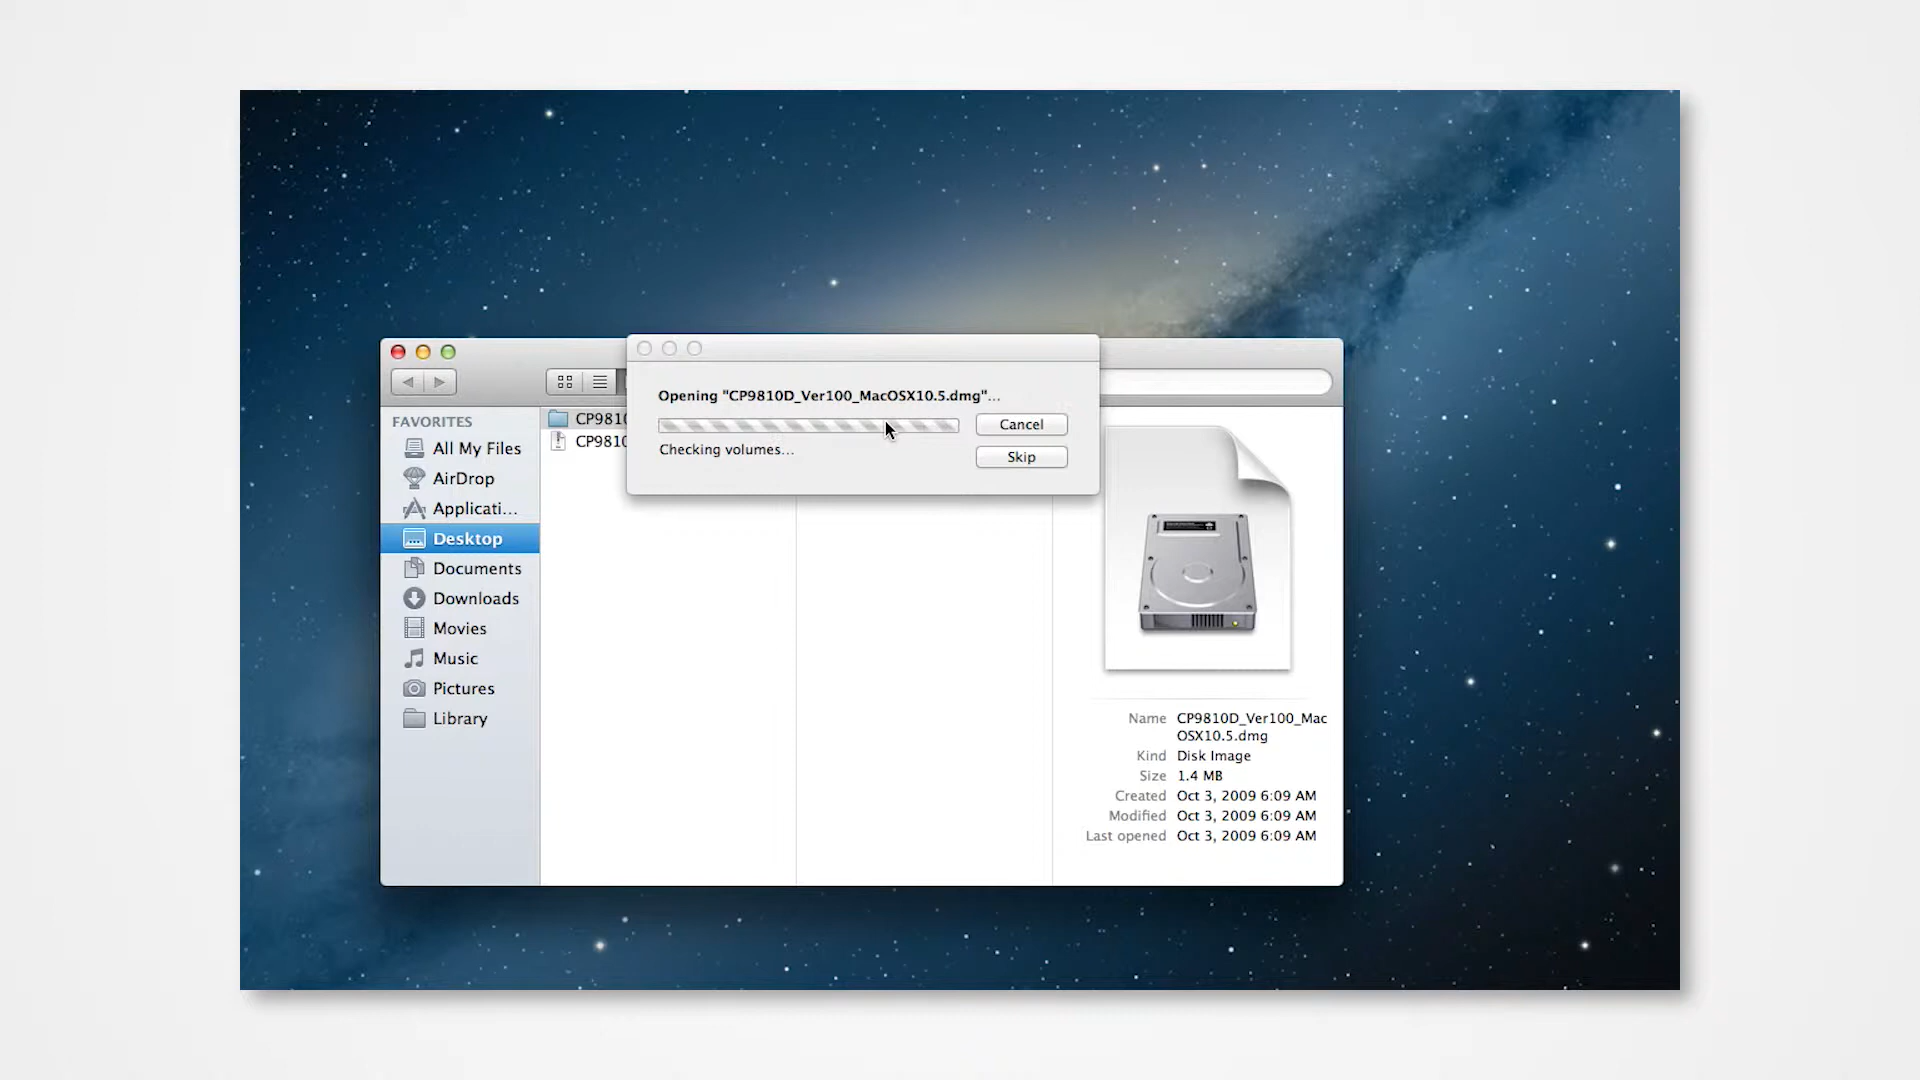 Opening "CP9810D_Ver100_MacOSX10.5.dmg"...
Cancel
Checking volumes...
Skip
FAVORITES
All My Files
AirDrop
Applicati...
Desktop
Documents
Downloads
Movies
Music
Pictures
Library
CP9810
CP9810
Name CP9810D_Ver100_Mac
OSX10.5.dmg
Kind Disk Image
Size 1.4 MB
Created Oct 3, 2009 6:09 AM
Modified Oct 3, 2009 6:09 AM
Last opened Oct 3, 2009 6:09 AM